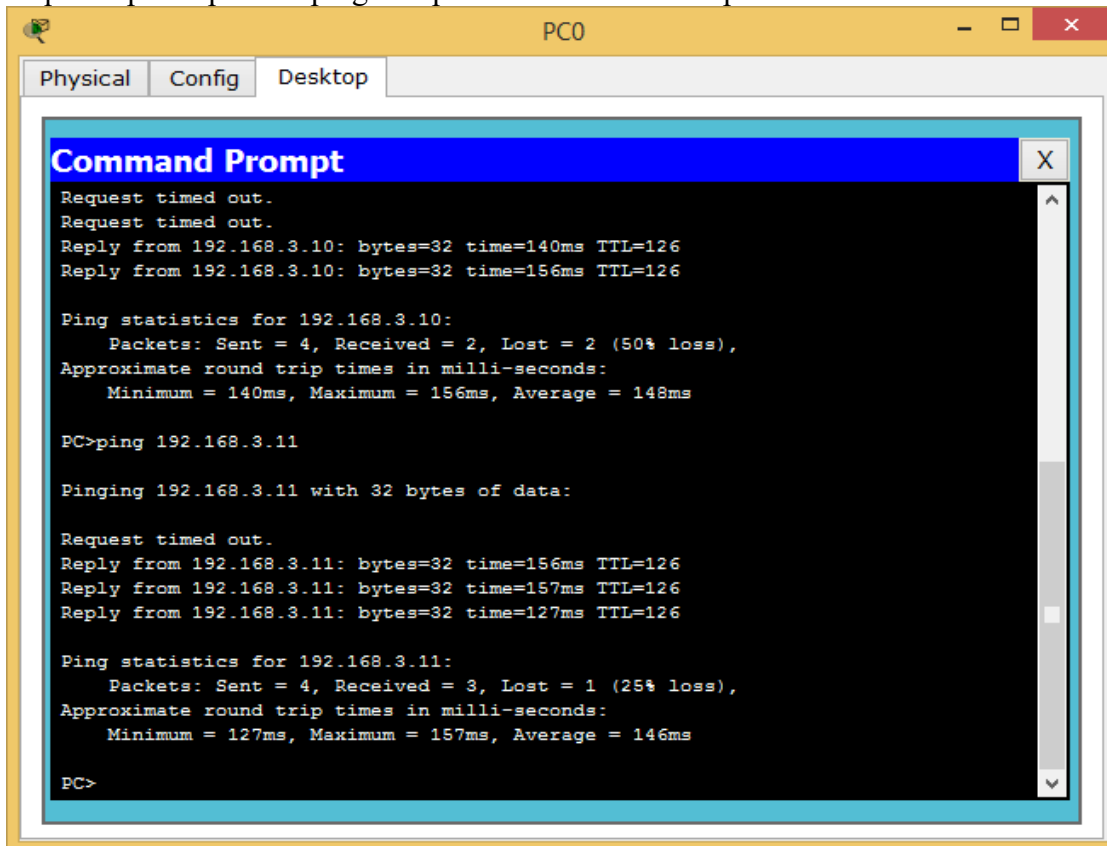 PC0
Physical Config Desktop
Command Prompt X
Request timed out.
Request timed out.
Reply from 192.168.3.10: bytes=32 time=140ms TTL=126
Reply from 192.168.3.10: bytes=32 time=156ms TTL=126
Ping statistics for 192.168.3.10:
Packets: Sent = 4, Received = 2, Lost = 2 (50% loss),
Approximate round trip times in milli-seconds:
Minimum = 140ms, Maximum = 156ms, Average = 148ms
PC>ping 192.168.3.11
Pinging 192.168.3.11 with 32 bytes of data:
Request timed out.
Reply from 192.168.3.11: bytes=32 time=156ms TTL=126
Reply from 192.168.3.11: bytes=32 time=157ms TTL=126
Reply from 192.168.3.11: bytes=32 time=127ms TTL=126
Ping statistics for 192.168.3.11:
Packets: Sent = 4, Received = 3, Lost = 1 (25% loss),
Approximate round trip times in milli-seconds:
Minimum = 127ms, Maximum = 157ms, Average = 146ms
PC>